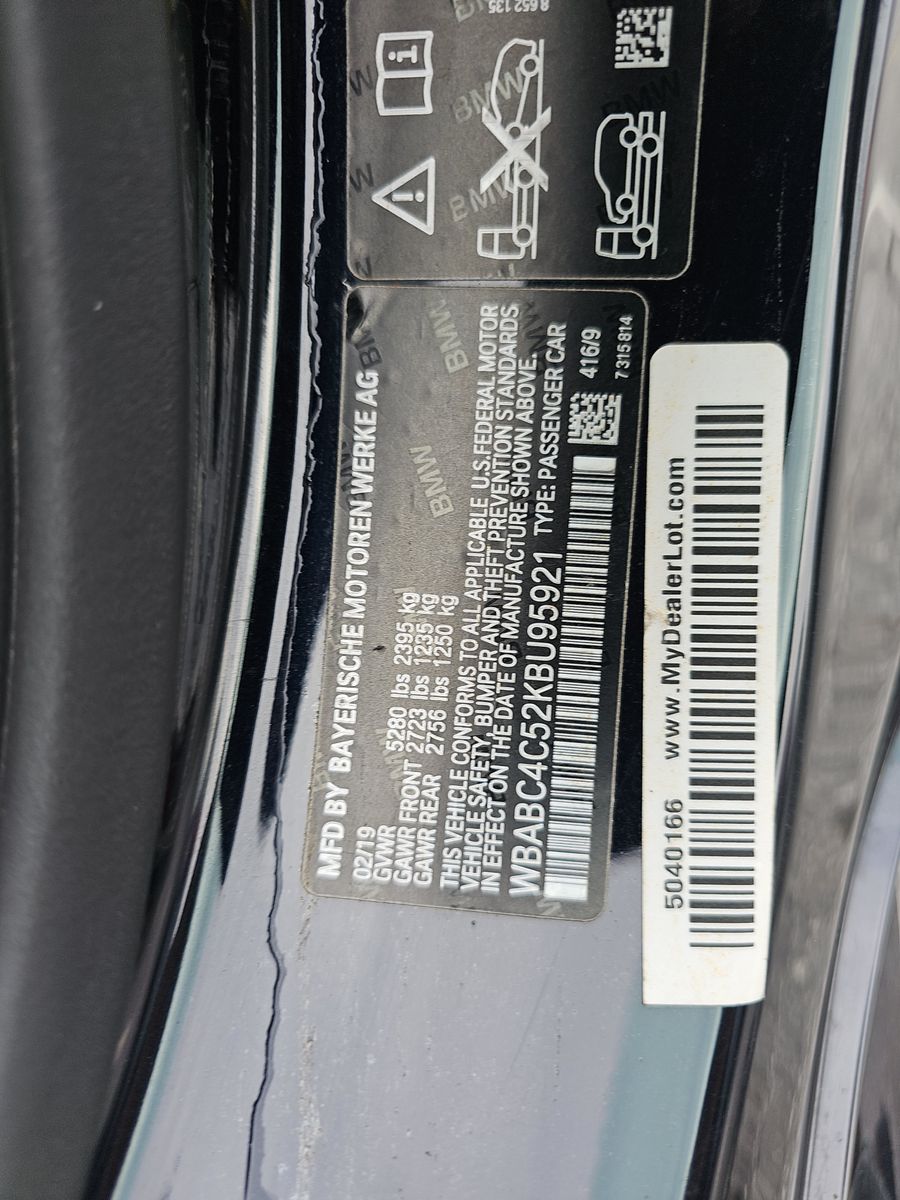 8 652 135
MFD BY BAYERISCHE MOTOREN WERKE AG
02/19
GVWR 5280 lbs 2395 kg
GAWR FRONT 2723 lbs 1235 kg
GAWR REAR 2756 lbs 1250 kg
THIS VEHICLE CONFORMS TO ALL APPLICABLE U.S.FEDERAL MOTOR
VEHICLE SAFETY, BUMPER AND THEFT PREVENTION STANDARDS
IN EFFECT ON THE DATE OF MANUFACTURE SHOWN ABOVE.
WBABC4C52KBU95921 TYPE: PASSENGER CAR
416/9
7 315 814
BMW
BMW
BMW
BMW
5040166 www.MyDealerLot.com